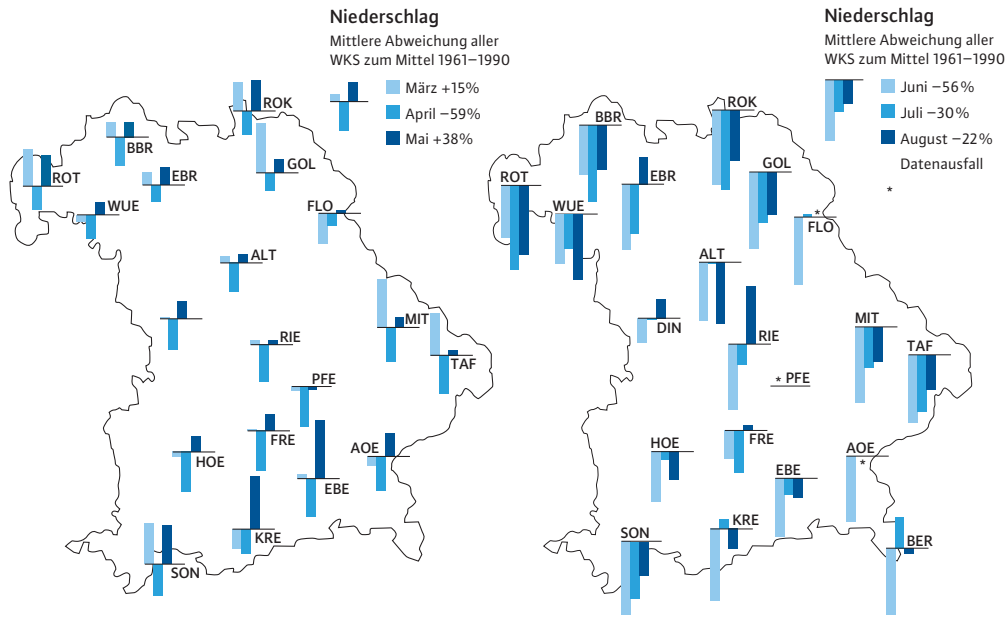 Niederschlag
Mittlere Abweichung aller
WKS zum Mittel 1961–1990
März +15%
April −59%
Mai +38%
ROK
BBR
GOL
ROT
EBR
WUE
FLO
ALT
MIT
RIE
TAF
PFE
FRE
AOE
HOE
EBE
KRE
SON
Niederschlag
Mittlere Abweichung aller
WKS zum Mittel 1961–1990
Juni −56%
Juli −30%
August −22%
Datenausfall
*
ROK
BBR
GOL
EBR
ROT
WUE
*
FLO
ALT
DIN
MIT
RIE
TAF
* PFE
FRE
HOE
AOE
*
EBE
KRE
SON
BER